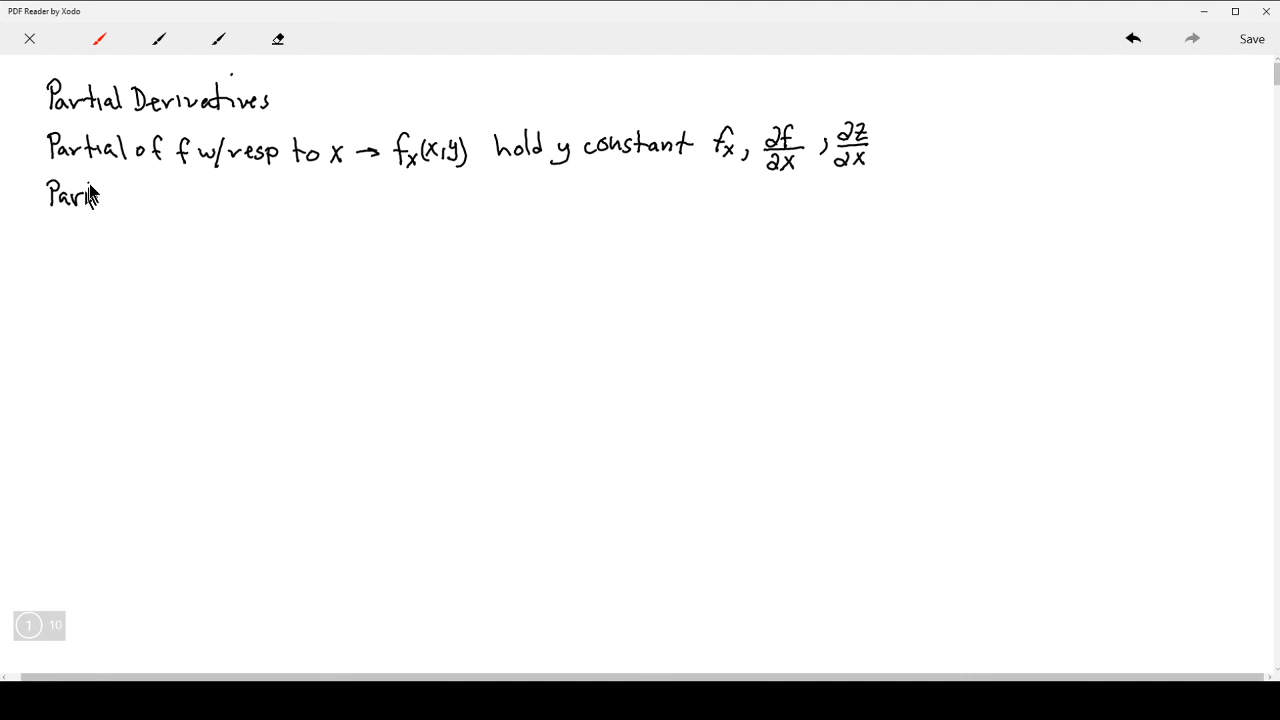 PDF Reader by Xodo
Save
Partial Derivatives
Partial of f w/resp to x → fₓ(x,y) hold y constant fₓ, ∂f/∂x, ∂z/∂x
Par
1 10